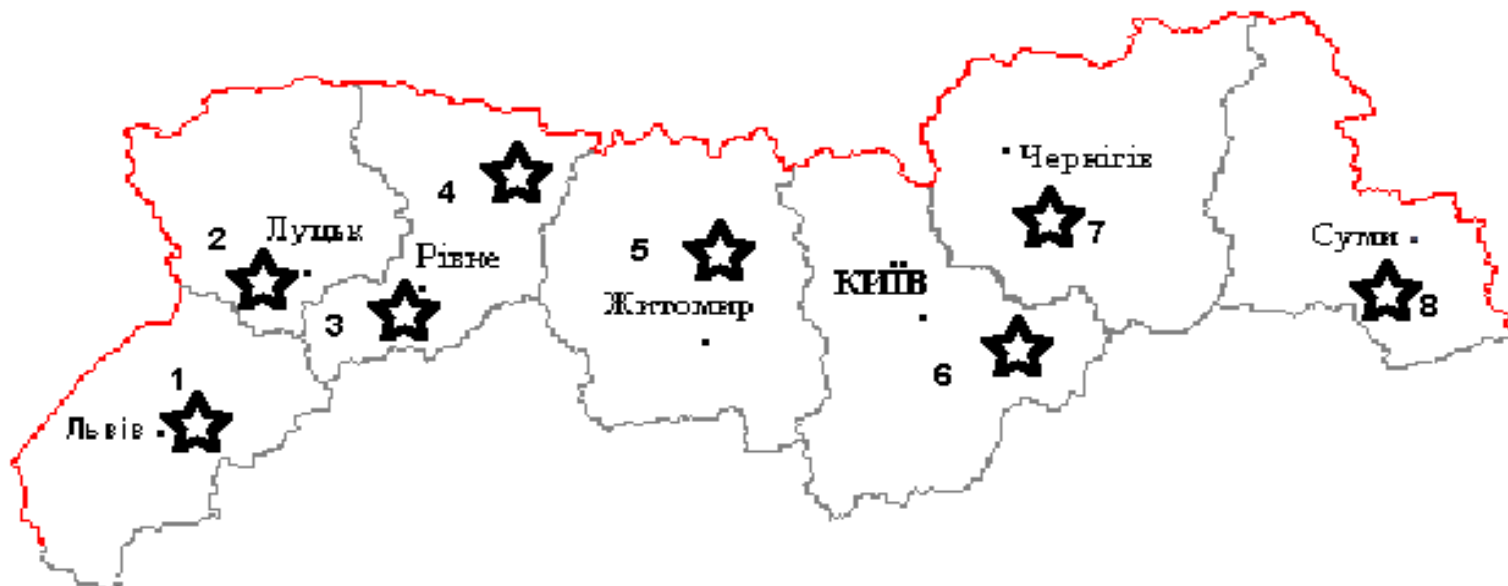 Чернігів
4
2
Луцьк
7
Рівне
5
Суми
КИЇВ
Житомир
3
8
6
1
Львів